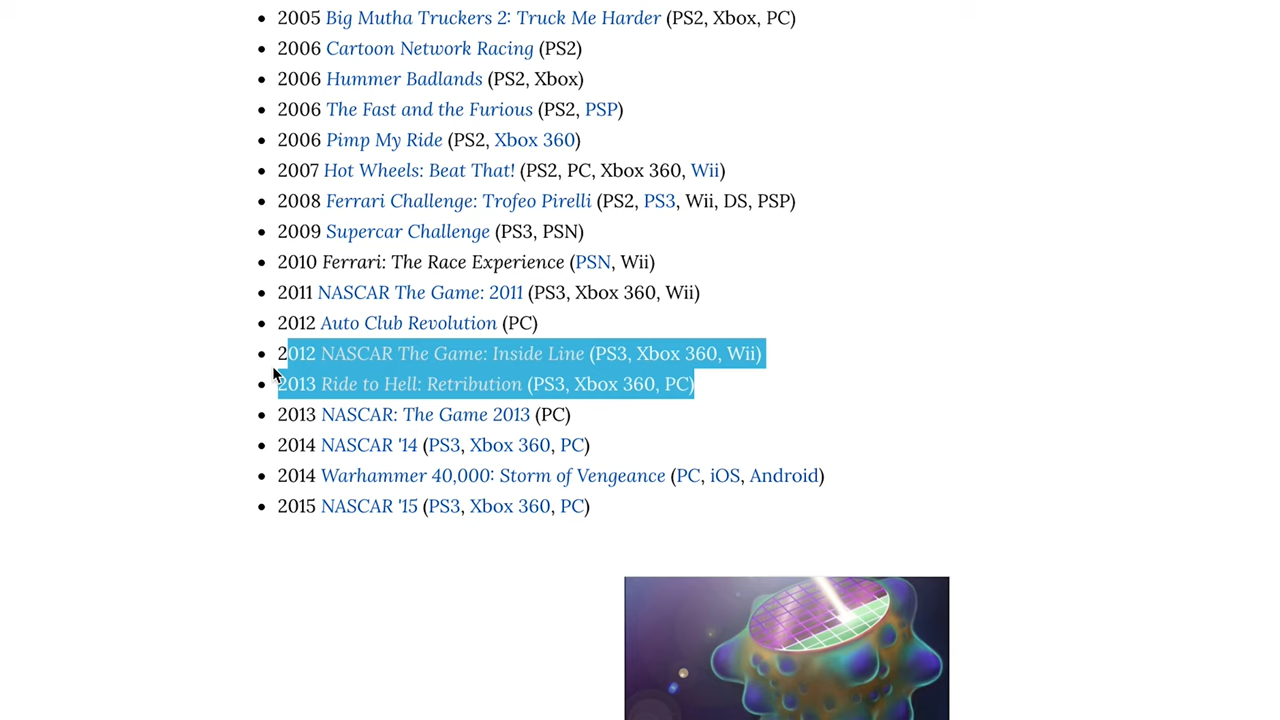 2005 Big Mutha Truckers 2: Truck Me Harder (PS2, Xbox, PC)
2006 Cartoon Network Racing (PS2)
2006 Hummer Badlands (PS2, Xbox)
2006 The Fast and the Furious (PS2, PSP)
2006 Pimp My Ride (PS2, Xbox 360)
2007 Hot Wheels: Beat That! (PS2, PC, Xbox 360, Wii)
2008 Ferrari Challenge: Trofeo Pirelli (PS2, PS3, Wii, DS, PSP)
2009 Supercar Challenge (PS3, PSN)
2010 Ferrari: The Race Experience (PSN, Wii)
2011 NASCAR The Game: 2011 (PS3, Xbox 360, Wii)
2012 Auto Club Revolution (PC)
2012 NASCAR The Game: Inside Line (PS3, Xbox 360, Wii)
2013 Ride to Hell: Retribution (PS3, Xbox 360, PC)
2013 NASCAR: The Game 2013 (PC)
2014 NASCAR '14 (PS3, Xbox 360, PC)
2014 Warhammer 40,000: Storm of Vengeance (PC, iOS, Android)
2015 NASCAR '15 (PS3, Xbox 360, PC)